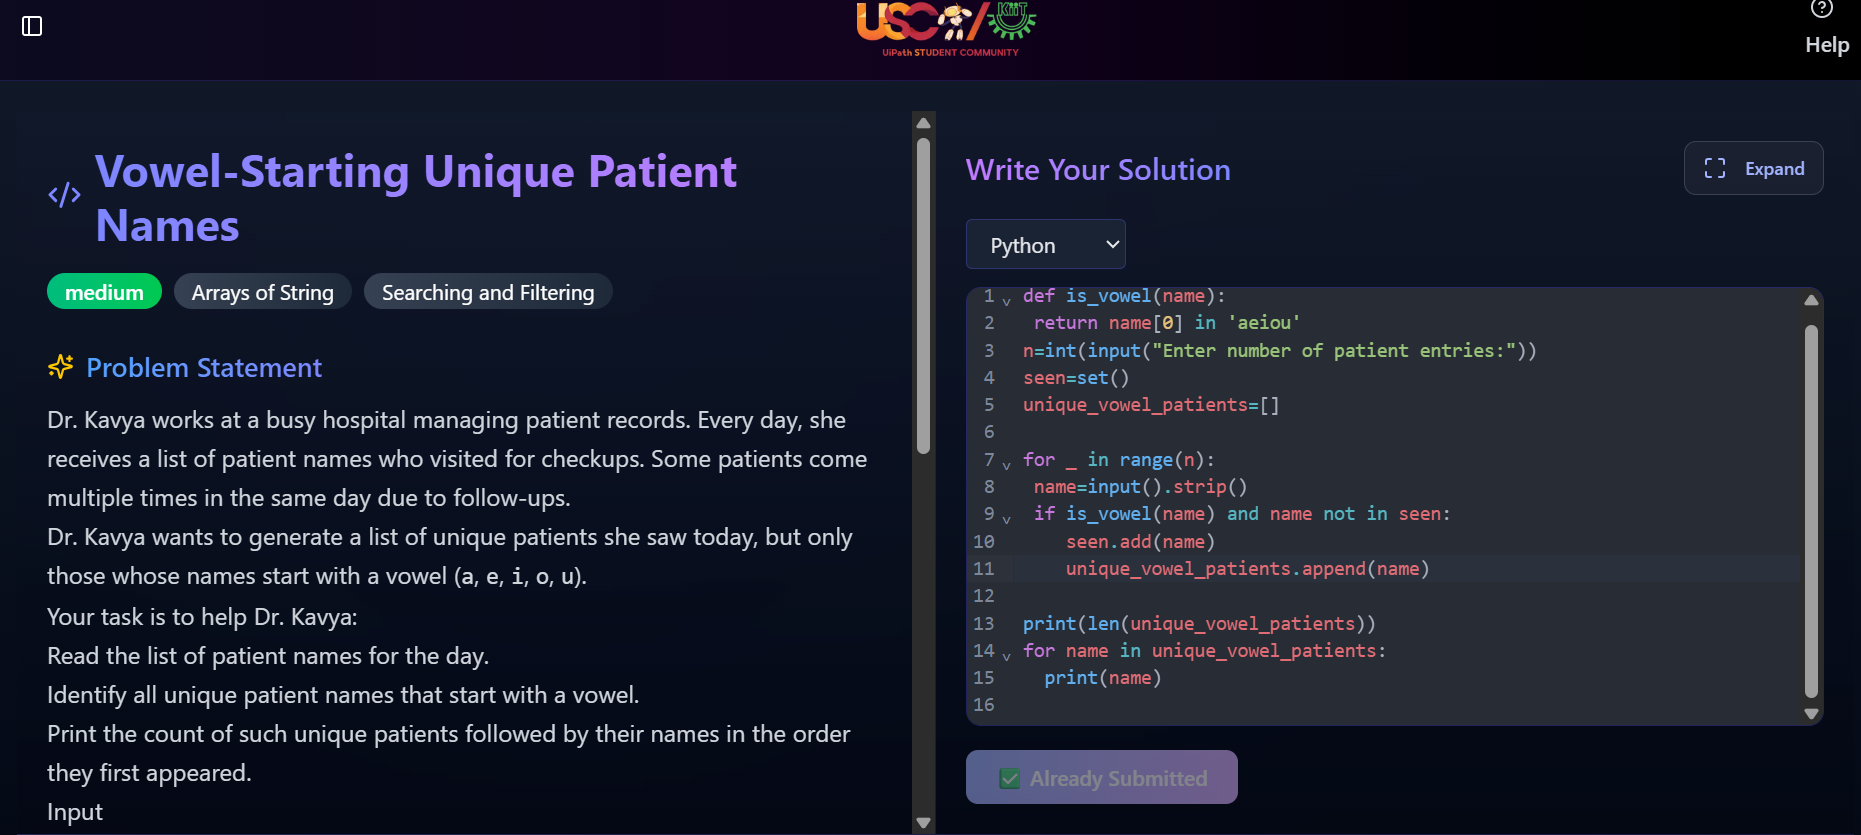 USC/KIIT
UiPath STUDENT COMMUNITY
Help
Vowel-Starting Unique Patient
Names
medium
Arrays of String
Searching and Filtering
Problem Statement
Dr. Kavya works at a busy hospital managing patient records. Every day, she
receives a list of patient names who visited for checkups. Some patients come
multiple times in the same day due to follow-ups.
Dr. Kavya wants to generate a list of unique patients she saw today, but only
those whose names start with a vowel (a, e, i, o, u).
Your task is to help Dr. Kavya:
Read the list of patient names for the day.
Identify all unique patient names that start with a vowel.
Print the count of such unique patients followed by their names in the order
they first appeared.
Input
Write Your Solution
Expand
Python
1 def is_vowel(name):
2  return name[0] in 'aeiou'
3 n=int(input("Enter number of patient entries:"))
4 seen=set()
5 unique_vowel_patients=[]
6
7 for _ in range(n):
8  name=input().strip()
9  if is_vowel(name) and name not in seen:
10     seen.add(name)
11     unique_vowel_patients.append(name)
12
13 print(len(unique_vowel_patients))
14 for name in unique_vowel_patients:
15   print(name)
16
Already Submitted